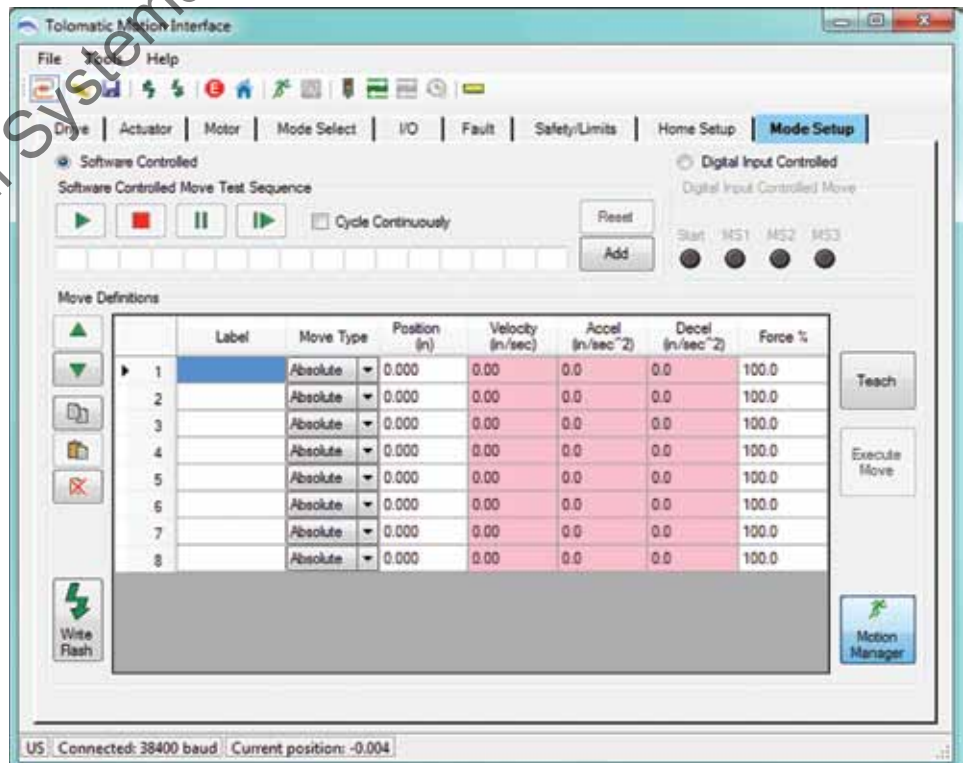 Systems
Tolomatic Motion Interface
File Tools Help
Drive Actuator Motor Mode Select I/O Fault Safety/Limits Home Setup Mode Setup
Software Controlled Digital Input Controlled
Software Controlled Move Test Sequence Digital Input Controlled Move
Cycle Continuously Reset
Start MS1 MS2 MS3
Add
Move Definitions
Label Move Type Position (in) Velocity (in/sec) Accel (in/sec^2) Decel (in/sec^2) Force %
1 Absolute 0.000 0.00 0.0 0.0 100.0
2 Absolute 0.000 0.00 0.0 0.0 100.0
3 Absolute 0.000 0.00 0.0 0.0 100.0
4 Absolute 0.000 0.00 0.0 0.0 100.0
5 Absolute 0.000 0.00 0.0 0.0 100.0
6 Absolute 0.000 0.00 0.0 0.0 100.0
7 Absolute 0.000 0.00 0.0 0.0 100.0
8 Absolute 0.000 0.00 0.0 0.0 100.0
Teach
Execute Move
Write Flash
Motion Manager
US Connected: 38400 baud Current position: -0.004